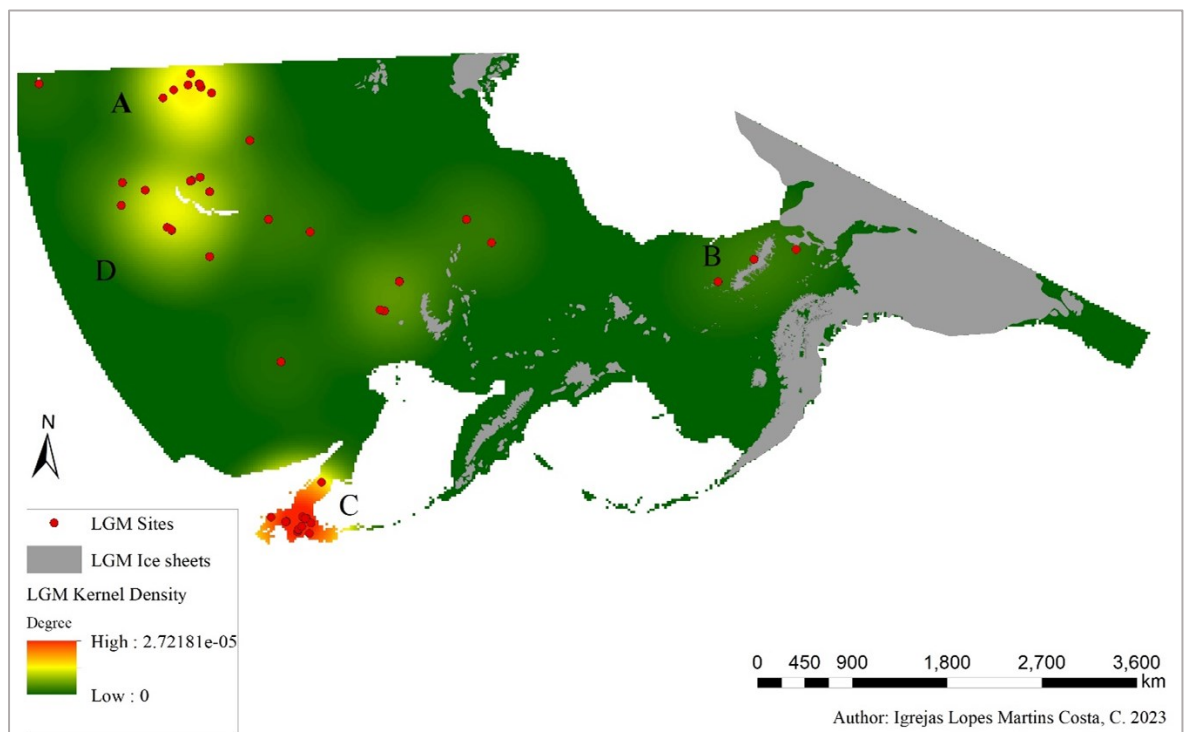 A
B
D
N
C
LGM Sites
LGM Ice sheets
LGM Kernel Density
Degree
High : 2.72181e-05
Low : 0
0 450 900 1,800 2,700 3,600
km
Author: Igrejas Lopes Martins Costa, C. 2023